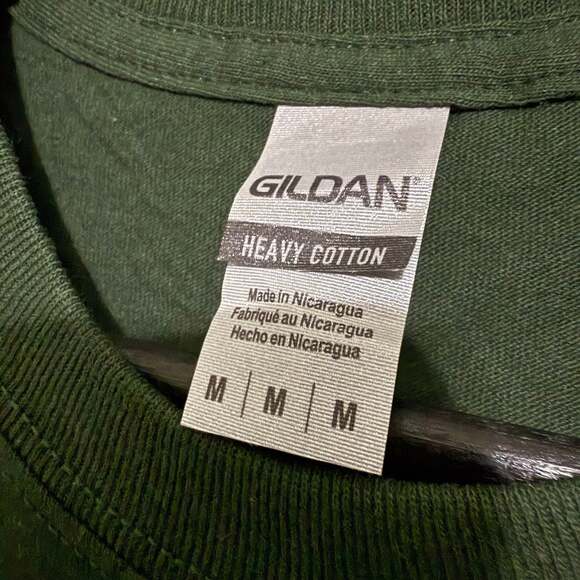 GILDAN®
HEAVY COTTON
Made in Nicaragua
Fabriqué au Nicaragua
Hecho en Nicaragua
M | M | M